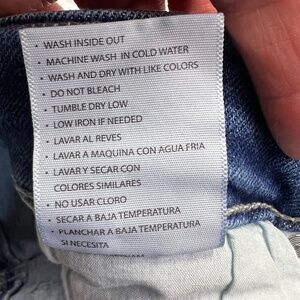 • WASH INSIDE OUT
• MACHINE WASH IN COLD WATER
• WASH AND DRY WITH LIKE COLORS
• DO NOT BLEACH
• TUMBLE DRY LOW
• LOW IRON IF NEEDED
• LAVAR AL REVES
• LAVAR A MAQUINA CON AGUA FRIA
• LAVAR Y SECAR CON
COLORES SIMILARES
• NO USAR CLORO
• SECAR A BAJA TEMPERATURA
• PLANCHAR A BAJA TEMPERATURA
SI NECESITA